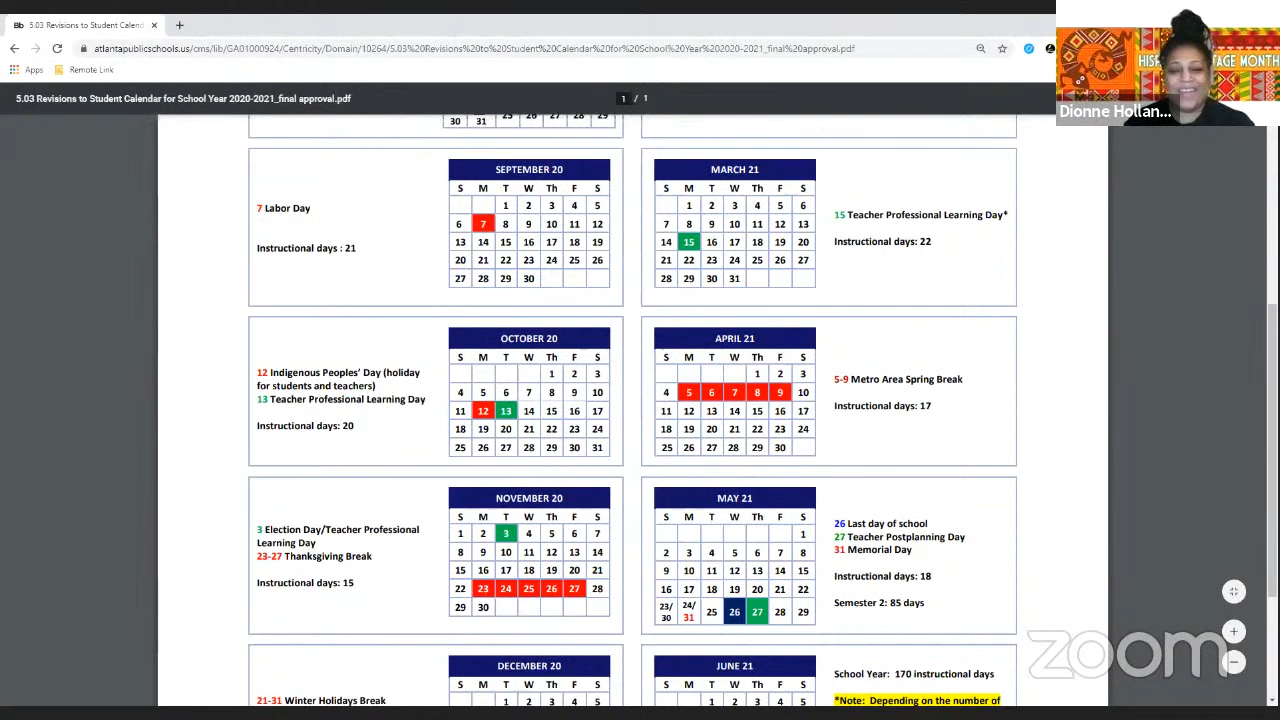 5.03 Revisions to Student Calend
atlantapublicschools.us/cms/lib/GA01000924/Centricity/Domain/10264/5.03%20Revisions%20to%20Student%20Calendar%20for%20School%20Year%202020-2021_final%20approval.pdf
Apps Remote Link
5.03 Revisions to Student Calendar for School Year 2020-2021_final approval.pdf
1 / 1
HERITAGE MONTH
Dionne Hollan...
30 31 25 26 27 28 29
SEPTEMBER 20
S M T W Th F S
1 2 3 4 5
6 7 8 9 10 11 12
13 14 15 16 17 18 19
20 21 22 23 24 25 26
27 28 29 30
7 Labor Day
Instructional days : 21
MARCH 21
S M T W Th F S
1 2 3 4 5 6
7 8 9 10 11 12 13
14 15 16 17 18 19 20
21 22 23 24 25 26 27
28 29 30 31
15 Teacher Professional Learning Day*
Instructional days: 22
OCTOBER 20
S M T W Th F S
1 2 3
4 5 6 7 8 9 10
11 12 13 14 15 16 17
18 19 20 21 22 23 24
25 26 27 28 29 30 31
12 Indigenous Peoples' Day (holiday
for students and teachers)
13 Teacher Professional Learning Day
Instructional days: 20
APRIL 21
S M T W Th F S
1 2 3
4 5 6 7 8 9 10
11 12 13 14 15 16 17
18 19 20 21 22 23 24
25 26 27 28 29 30
5-9 Metro Area Spring Break
Instructional days: 17
NOVEMBER 20
S M T W Th F S
1 2 3 4 5 6 7
8 9 10 11 12 13 14
15 16 17 18 19 20 21
22 23 24 25 26 27 28
29 30
3 Election Day/Teacher Professional
Learning Day
23-27 Thanksgiving Break
Instructional days: 15
MAY 21
S M T W Th F S
1
2 3 4 5 6 7 8
9 10 11 12 13 14 15
16 17 18 19 20 21 22
23/30 24/31 25 26 27 28 29
26 Last day of school
27 Teacher Postplanning Day
31 Memorial Day
Instructional days: 18
Semester 2: 85 days
DECEMBER 20
S M T W Th F S
1 2 3 4 5
21-31 Winter Holidays Break
JUNE 21
S M T W Th F S
1 2 3 4 5
School Year: 170 instructional days
*Note: Depending on the number of
zoom